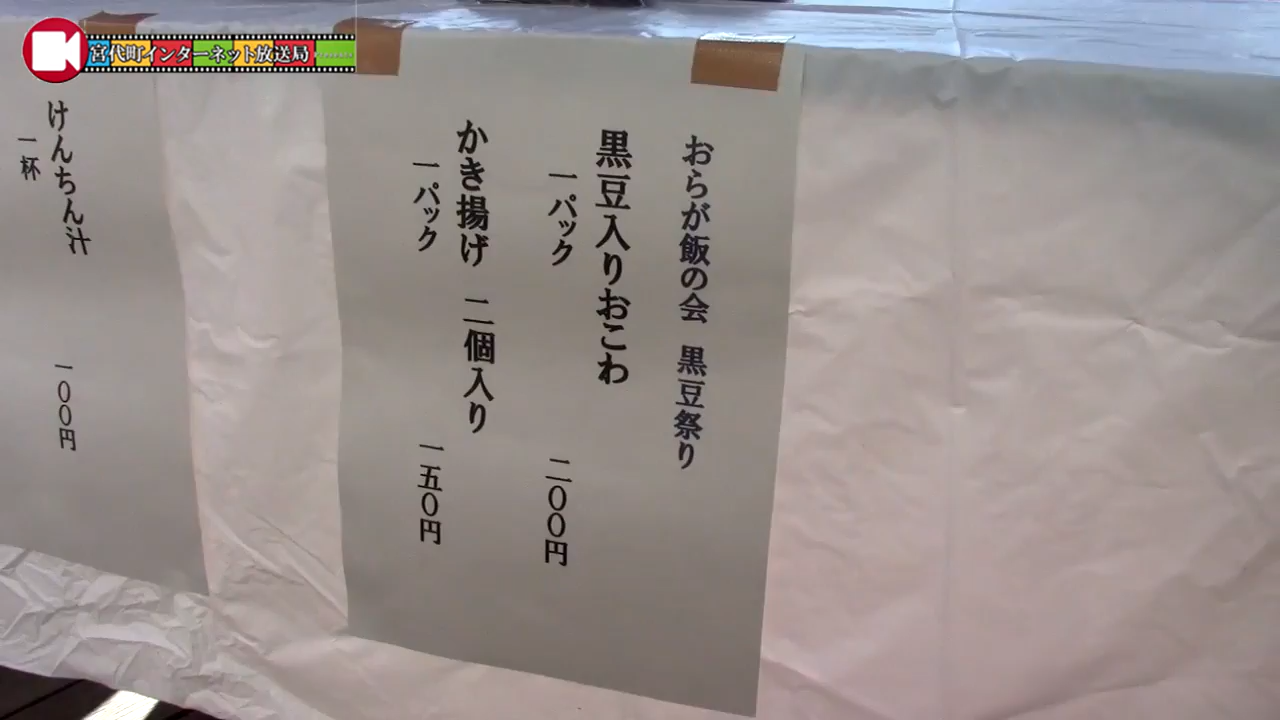 宮代町インターネット放送局
おらが飯の会　黒豆祭り
黒豆入りおこわ
一パック　二〇〇円
かき揚げ　二個入り
一パック　一五〇円
けんちん汁
一杯　一〇〇円